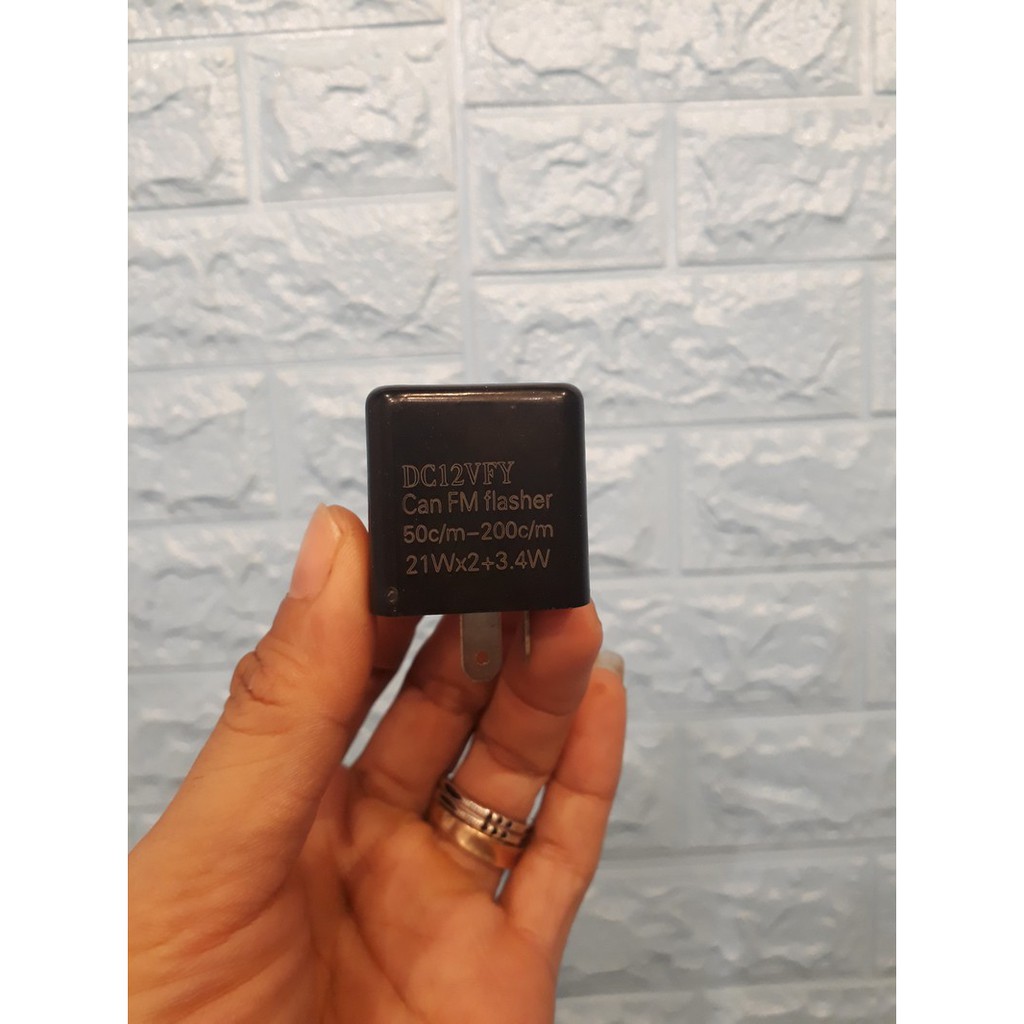 DC12VFY
Can FM flasher
50c/m-200c/m
21Wx2+3.4W